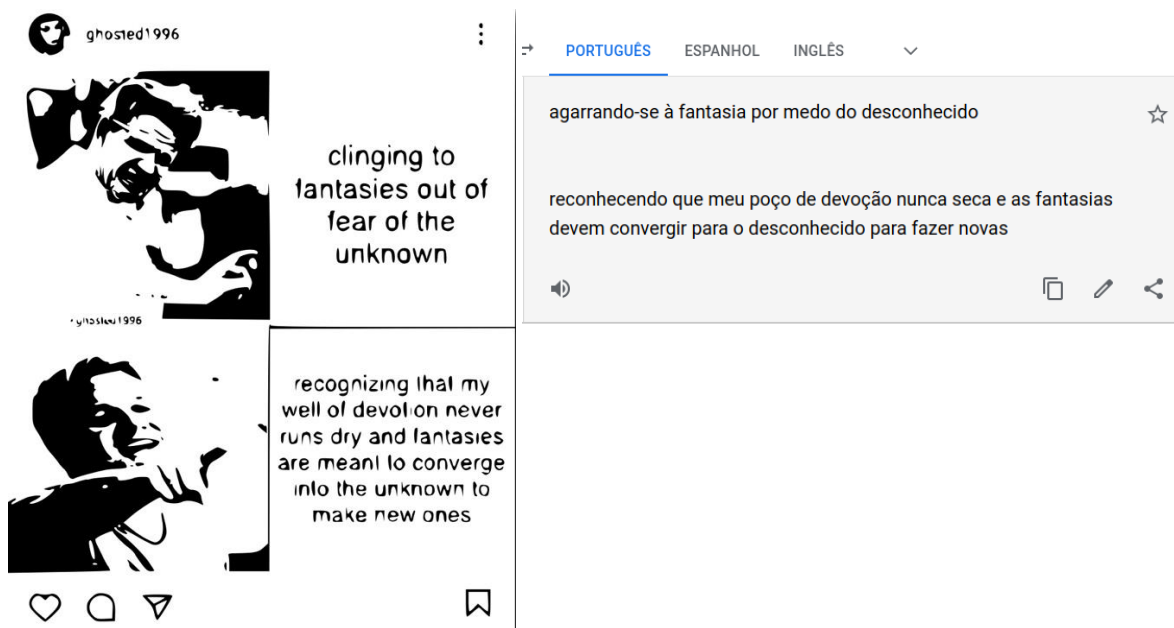 ghosted1996
clinging to
fantasies out of
fear of the
unknown
ghosted1996
recognizing that my
well of devotion never
runs dry and fantasies
are meant to converge
into the unknown to
make new ones
PORTUGUÊS ESPANHOL INGLÊS
agarrando-se à fantasia por medo do desconhecido
reconhecendo que meu poço de devoção nunca seca e as fantasias
devem convergir para o desconhecido para fazer novas